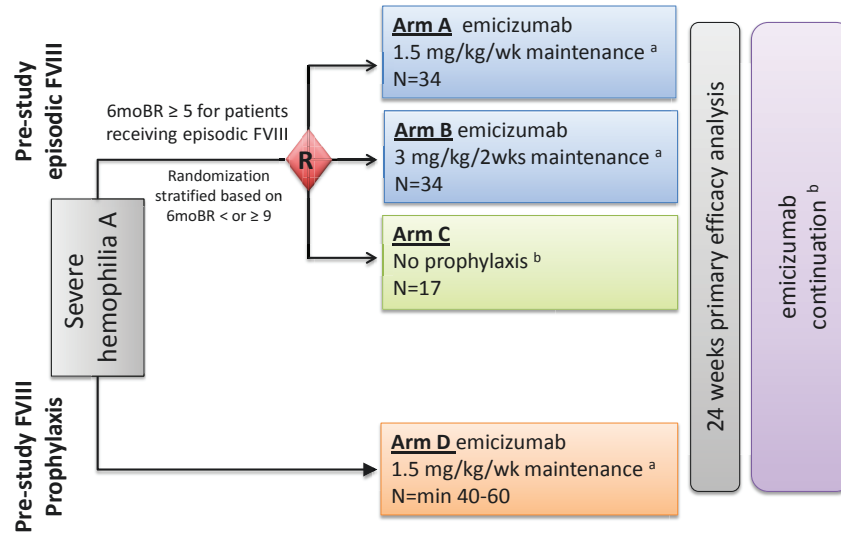 Pre-study
episodic FVIII
6moBR ≥ 5 for patients
receiving episodic FVIII
Randomization
stratified based on
6moBR < or ≥ 9
R
Severe
hemophilia A
Pre-study FVIII
Prophylaxis
Arm A emicizumab
1.5 mg/kg/wk maintenance ᵃ
N=34
Arm B emicizumab
3 mg/kg/2wks maintenance ᵃ
N=34
Arm C
No prophylaxis ᵇ
N=17
Arm D emicizumab
1.5 mg/kg/wk maintenance ᵃ
N=min 40-60
24 weeks primary efficacy analysis
emicizumab
continuation ᵇ